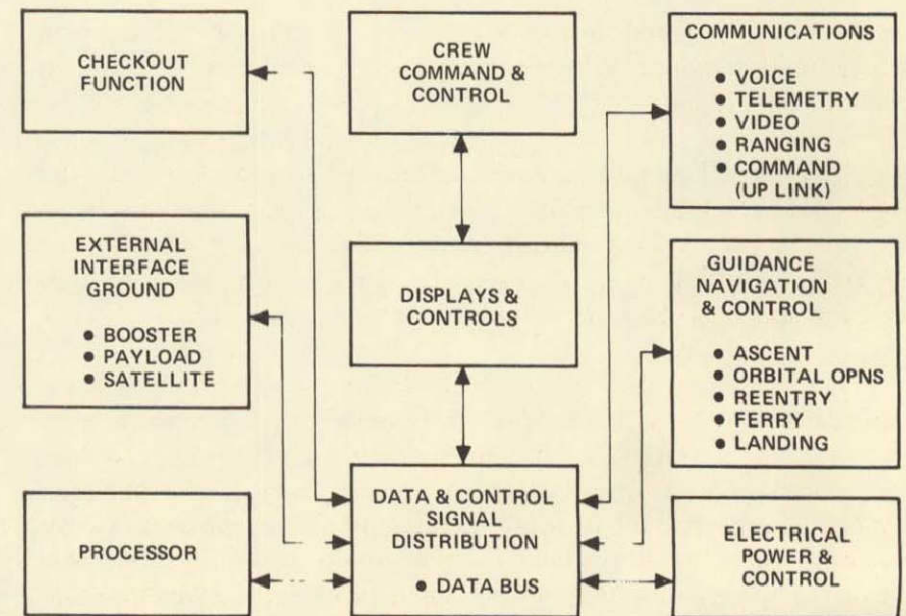 CHECKOUT
FUNCTION
CREW
COMMAND &
CONTROL
COMMUNICATIONS
● VOICE
● TELEMETRY
● VIDEO
● RANGING
● COMMAND
(UP LINK)
EXTERNAL
INTERFACE
GROUND
● BOOSTER
● PAYLOAD
● SATELLITE
DISPLAYS &
CONTROLS
GUIDANCE
NAVIGATION
& CONTROL
● ASCENT
● ORBITAL OPNS
● REENTRY
● FERRY
● LANDING
PROCESSOR
DATA & CONTROL
SIGNAL
DISTRIBUTION
● DATA BUS
ELECTRICAL
POWER &
CONTROL